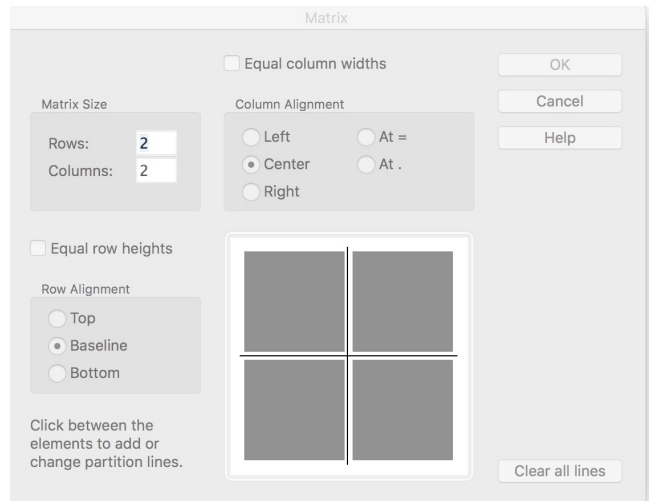 Matrix
Equal column widths
OK
Matrix Size
Column Alignment
Cancel
Rows: 2
Left
At =
Help
Columns: 2
Center
At .
Right
Equal row heights
Row Alignment
Top
Baseline
Bottom
Click between the
elements to add or
change partition lines.
Clear all lines